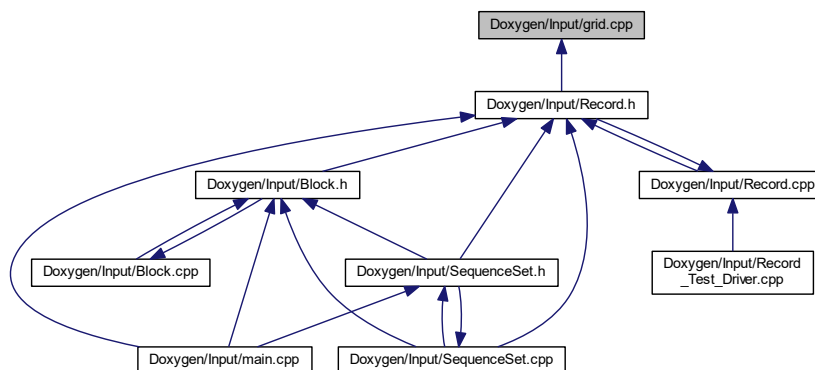 Doxygen/Input/grid.cpp
Doxygen/Input/Record.h
Doxygen/Input/Block.h
Doxygen/Input/Record.cpp
Doxygen/Input/Block.cpp
Doxygen/Input/SequenceSet.h
Doxygen/Input/Record
_Test_Driver.cpp
Doxygen/Input/main.cpp
Doxygen/Input/SequenceSet.cpp